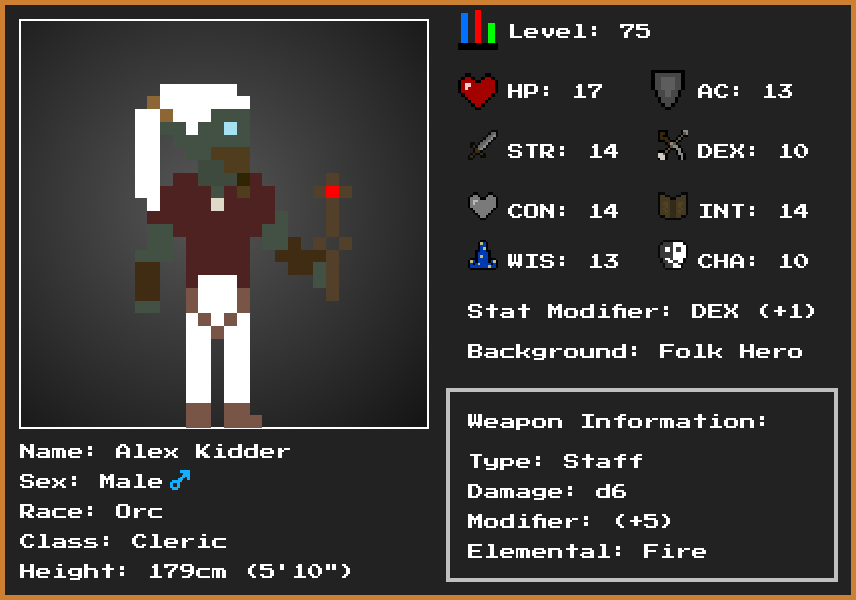 Level: 75
HP: 17 AC: 13
STR: 14 DEX: 10
CON: 14 INT: 14
WIS: 13 CHA: 10
Stat Modifier: DEX (+1)
Background: Folk Hero
Weapon Information:
Type: Staff
Damage: d6
Modifier: (+5)
Elemental: Fire
Name: Alex Kidder
Sex: Male ♂
Race: Orc
Class: Cleric
Height: 179cm (5'10")